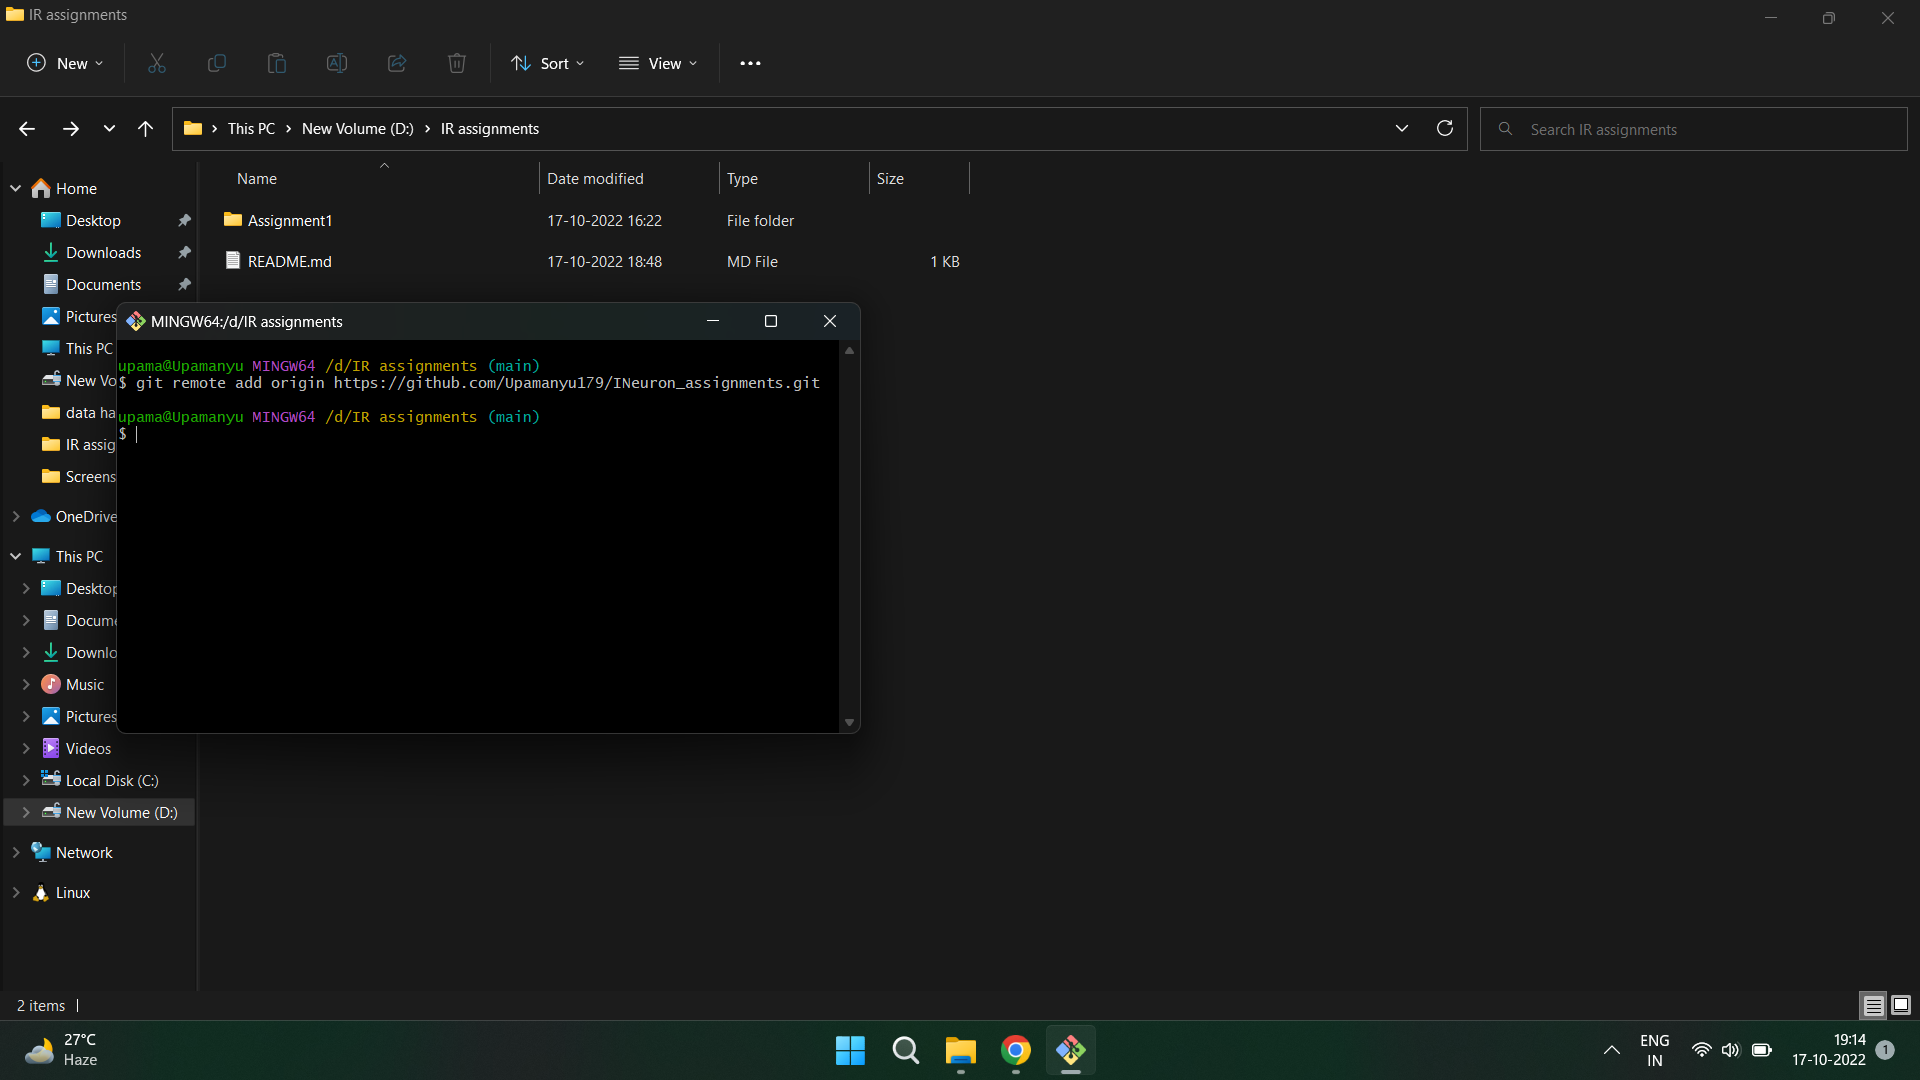 IR assignments
New
Sort
View
This PC > New Volume (D:) > IR assignments
Search IR assignments
Name
Date modified
Type
Size
Assignment1
17-10-2022 16:22
File folder
README.md
17-10-2022 18:48
MD File
1 KB
Home
Desktop
Downloads
Documents
Pictures
This PC
New Vo
data ha
IR assig
Screens
OneDrive
This PC
Desktop
Docume
Downlo
Music
Pictures
Videos
Local Disk (C:)
New Volume (D:)
Network
Linux
MINGW64:/d/IR assignments
upama@Upamanyu MINGW64 /d/IR assignments (main)
$ git remote add origin https://github.com/Upamanyu179/INeuron_assignments.git
upama@Upamanyu MINGW64 /d/IR assignments (main)
$
2 items
27°C
Haze
ENG
IN
19:14
17-10-2022
1